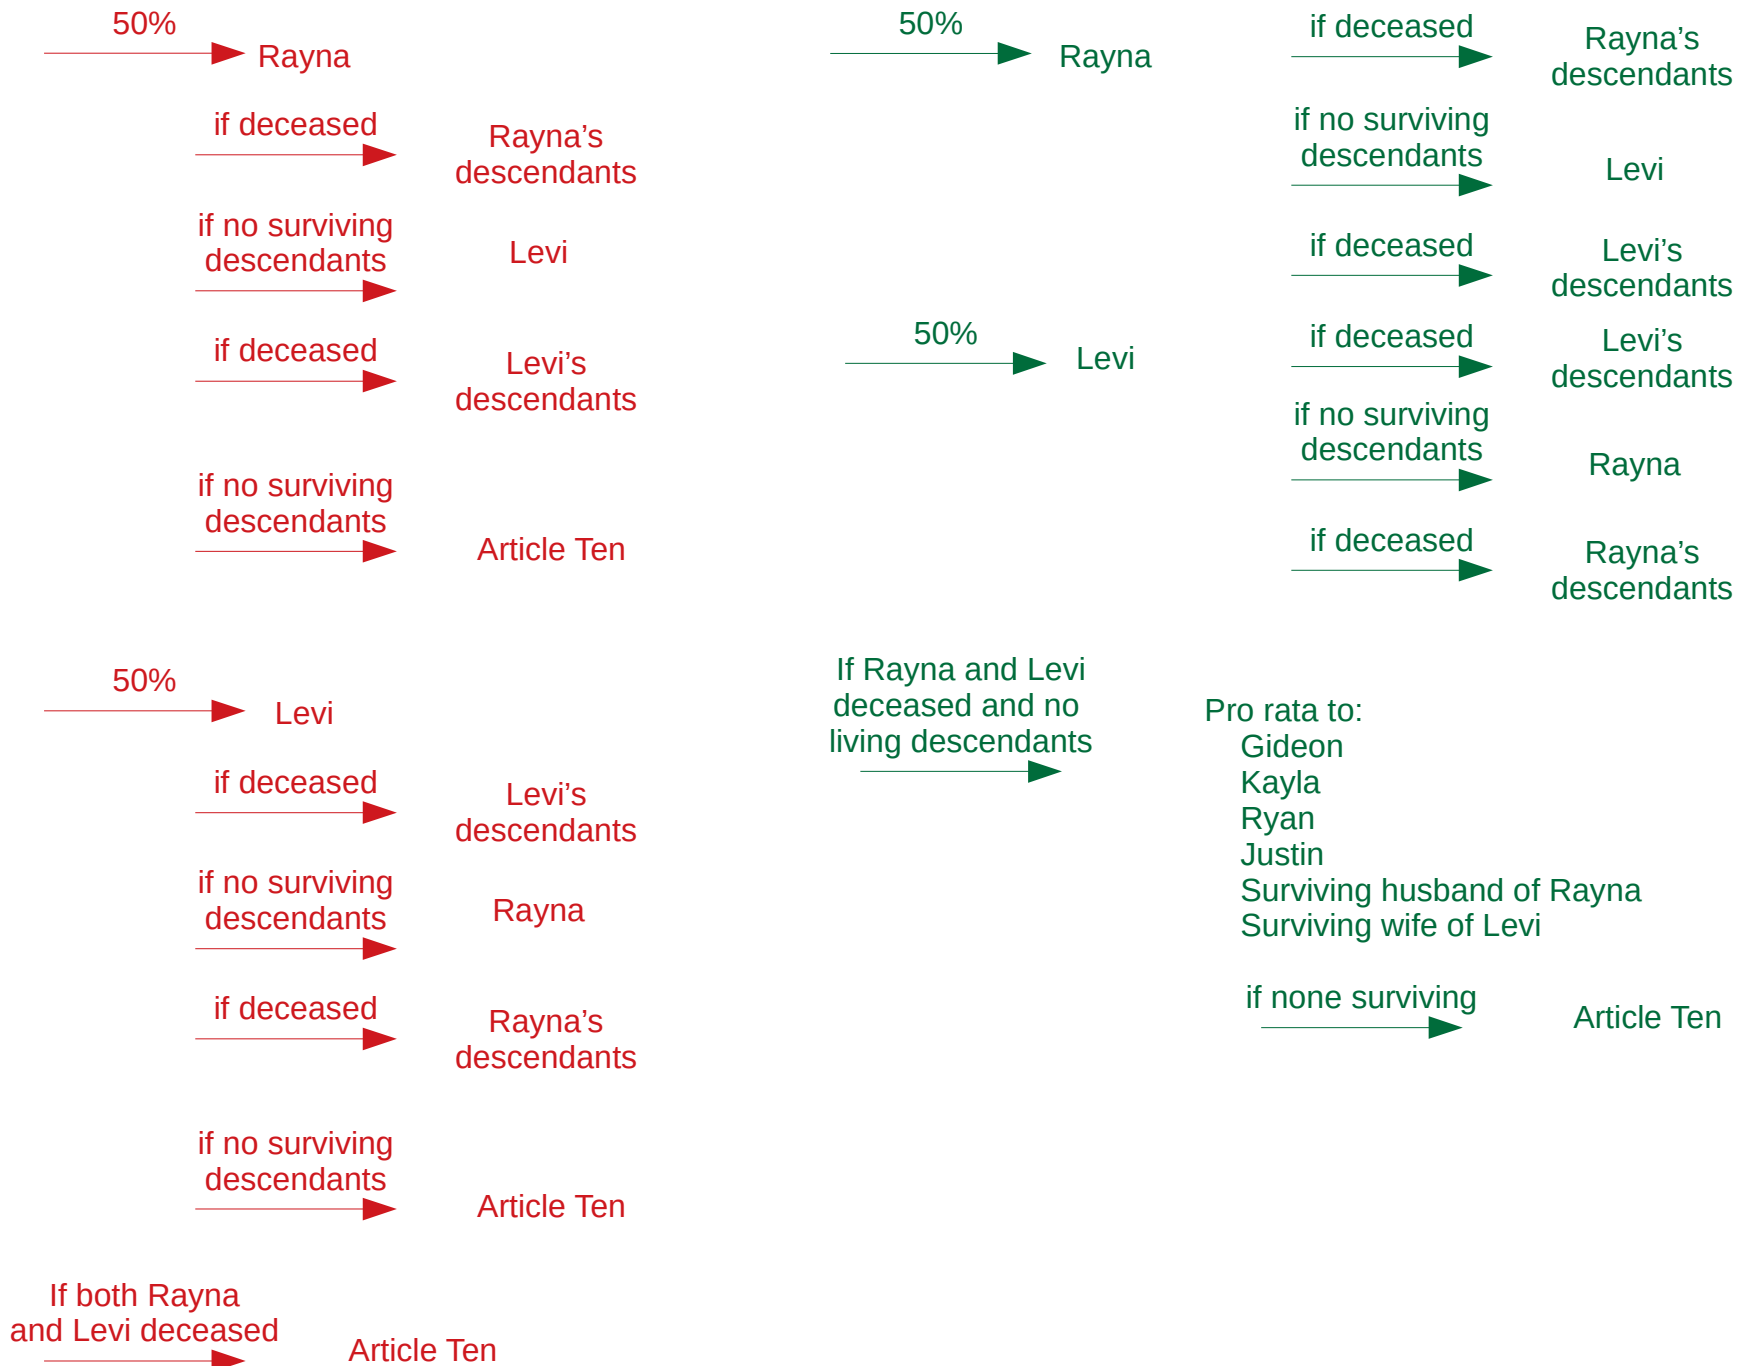 50%
Rayna
if deceased
Rayna’s
descendants
if no surviving
descendants
Levi
if deceased
Levi’s
descendants
if no surviving
descendants
Article Ten
50%
Levi
if deceased
Levi’s
descendants
if no surviving
descendants
Rayna
if deceased
Rayna’s
descendants
if no surviving
descendants
Article Ten
If both Rayna
and Levi deceased
Article Ten
50%
Rayna
if deceased
Rayna’s
descendants
if no surviving
descendants
Levi
if deceased
Levi’s
descendants
50%
Levi
if deceased
Levi’s
descendants
if no surviving
descendants
Rayna
if deceased
Rayna’s
descendants
If Rayna and Levi
deceased and no
living descendants
Pro rata to:
Gideon
Kayla
Ryan
Justin
Surviving husband of Rayna
Surviving wife of Levi
if none surviving
Article Ten